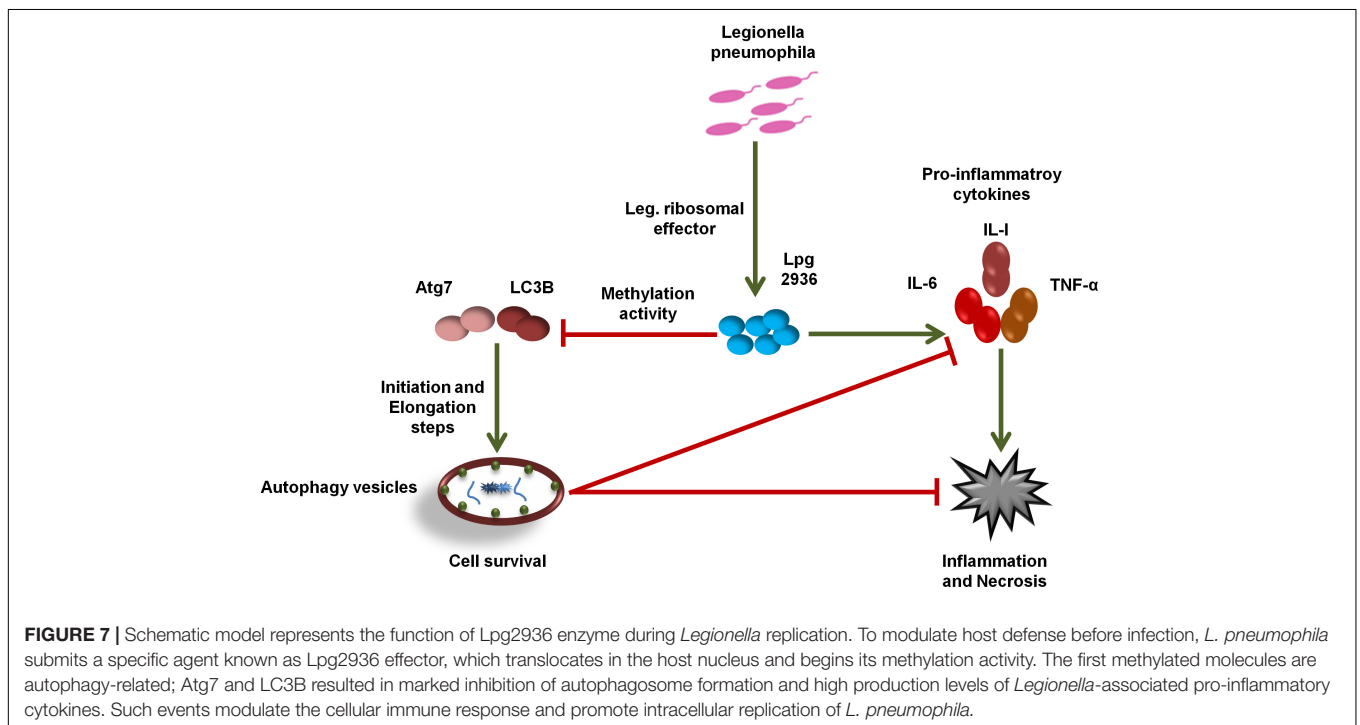 Legionella
pneumophila
Pro-inflammatroy
cytokines
IL-I
Leg. ribosomal
effector
Lpg
2936
IL-6
TNF-α
Atg7
LC3B
Methylation
activity
Initiation and
Elongation
steps
Autophagy vesicles
Cell survival
Inflammation
and Necrosis
FIGURE 7 | Schematic model represents the function of Lpg2936 enzyme during Legionella replication. To modulate host defense before infection, L. pneumophila
submits a specific agent known as Lpg2936 effector, which translocates in the host nucleus and begins its methylation activity. The first methylated molecules are
autophagy-related; Atg7 and LC3B resulted in marked inhibition of autophagosome formation and high production levels of Legionella-associated pro-inflammatory
cytokines. Such events modulate the cellular immune response and promote intracellular replication of L. pneumophila.